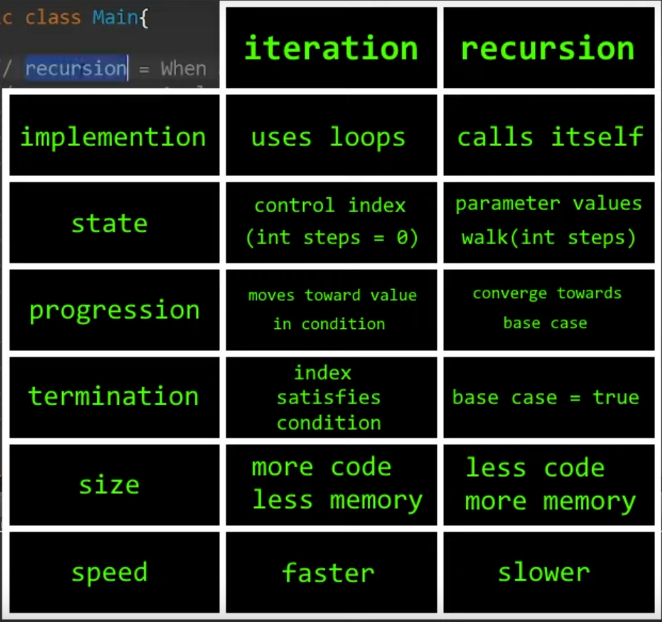 c class Main{
/ recursion = When
iteration
recursion
implemention
uses loops
calls itself
state
control index
(int steps = 0)
parameter values
walk(int steps)
progression
moves toward value
in condition
converge towards
base case
termination
index
satisfies
condition
base case = true
size
more code
less memory
less code
more memory
speed
faster
slower